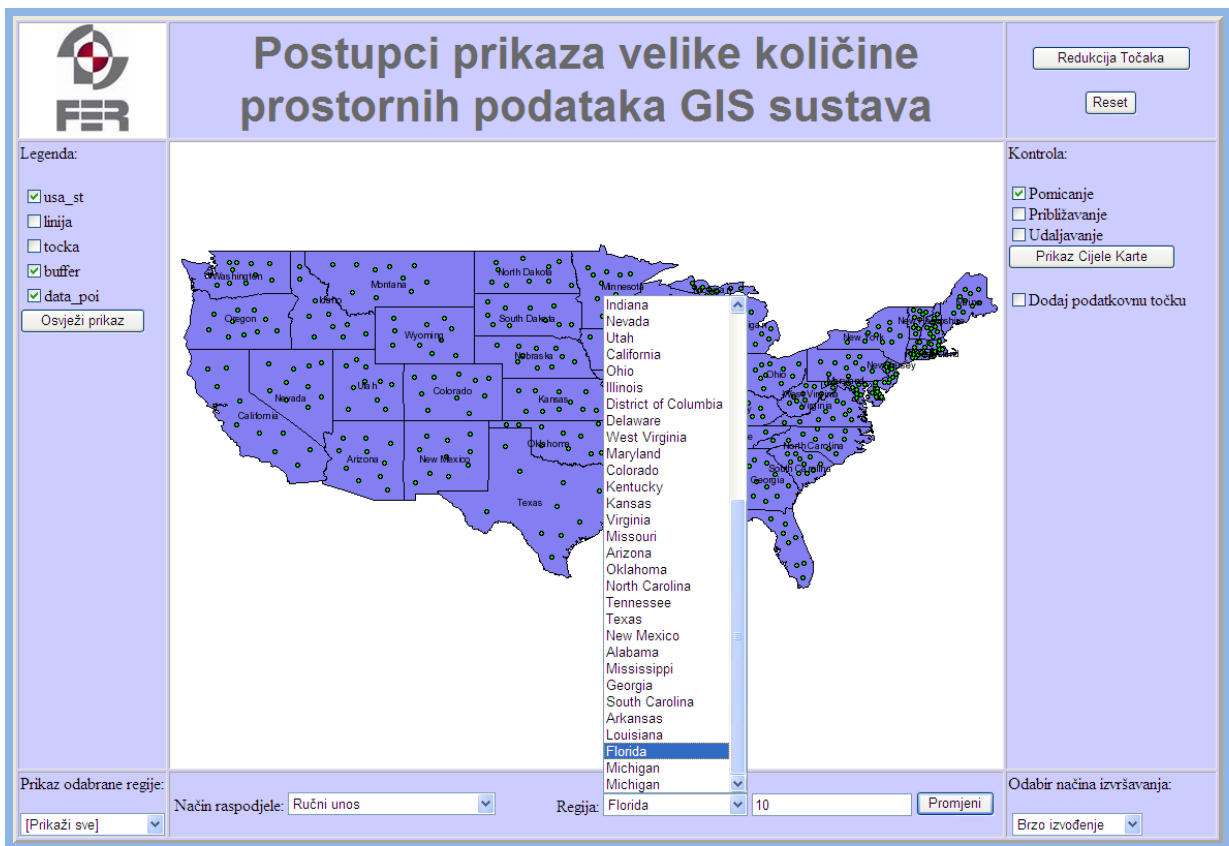 FER
Postupci prikaza velike količine
prostornih podataka GIS sustava
Redukcija Točaka
Reset
Legenda:
usa_st
linija
tocka
buffer
data_poi
Osvježi prikaz
Washington
Idaho
Montana
North Dakota
Minnesota
Oregon
Wyoming
South Dakota
Nebraska
Nevada
Utah
Colorado
Kansas
California
Arizona
New Mexico
Oklahoma
Texas
New York
Ohio
West Virginia
Virginia
North Carolina
South Carolina
Georgia
Maine
Indiana
Nevada
Utah
California
Ohio
Illinois
District of Columbia
Delaware
West Virginia
Maryland
Colorado
Kentucky
Kansas
Virginia
Missouri
Arizona
Oklahoma
North Carolina
Tennessee
Texas
New Mexico
Alabama
Mississippi
Georgia
South Carolina
Arkansas
Louisiana
Florida
Michigan
Michigan
Kontrola:
Pomicanje
Približavanje
Udaljavanje
Prikaz Cijele Karte
Dodaj podatkovnu točku
Prikaz odabrane regije:
[Prikaži sve]
Način raspodjele: Ručni unos
Regija: Florida
10
Promjeni
Odabir načina izvršavanja:
Brzo izvođenje